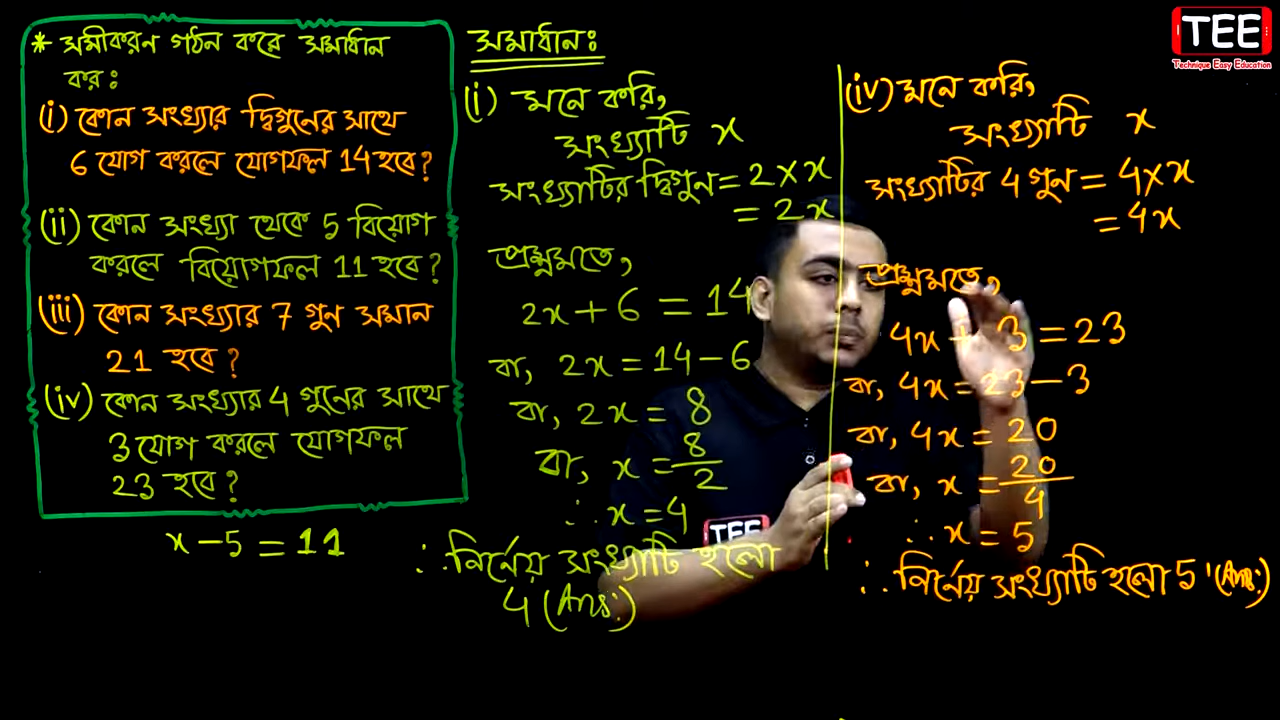 * সমীকরণ গঠন করে সমাধান
কর:
(i) কোন সংখ্যার দ্বিগুনের সাথে
6 যোগ করলে যোগফল 14 হবে?
(ii) কোন সংখ্যা থেকে 5 বিয়োগ
করলে বিয়োগফল 11 হবে?
(iii) কোন সংখ্যার 7 গুন সমান
21 হবে?
(iv) কোন সংখ্যার 4 গুনের সাথে
3 যোগ করলে যোগফল
23 হবে?
x – 5 = 11
সমাধান:
(i) মনে করি,
সংখ্যাটি x
সংখ্যাটির দ্বিগুন = 2 × x
= 2x
প্রশ্নমতে,
2x + 6 = 14
বা, 2x = 14 – 6
বা, 2x = 8
বা, x = 8/2
∴ x = 4
∴ নির্ণেয় সংখ্যাটি হলো
4 (Ans:)
(iv) মনে করি,
সংখ্যাটি x
সংখ্যাটির 4 গুন = 4 × x
= 4x
প্রশ্নমতে,
4x + 3 = 23
বা, 4x = 23 – 3
বা, 4x = 20
বা, x = 20/4
∴ x = 5
∴ নির্ণেয় সংখ্যাটি হলো 5 (Ans:)
TEE
Technique Easy Education
TEE